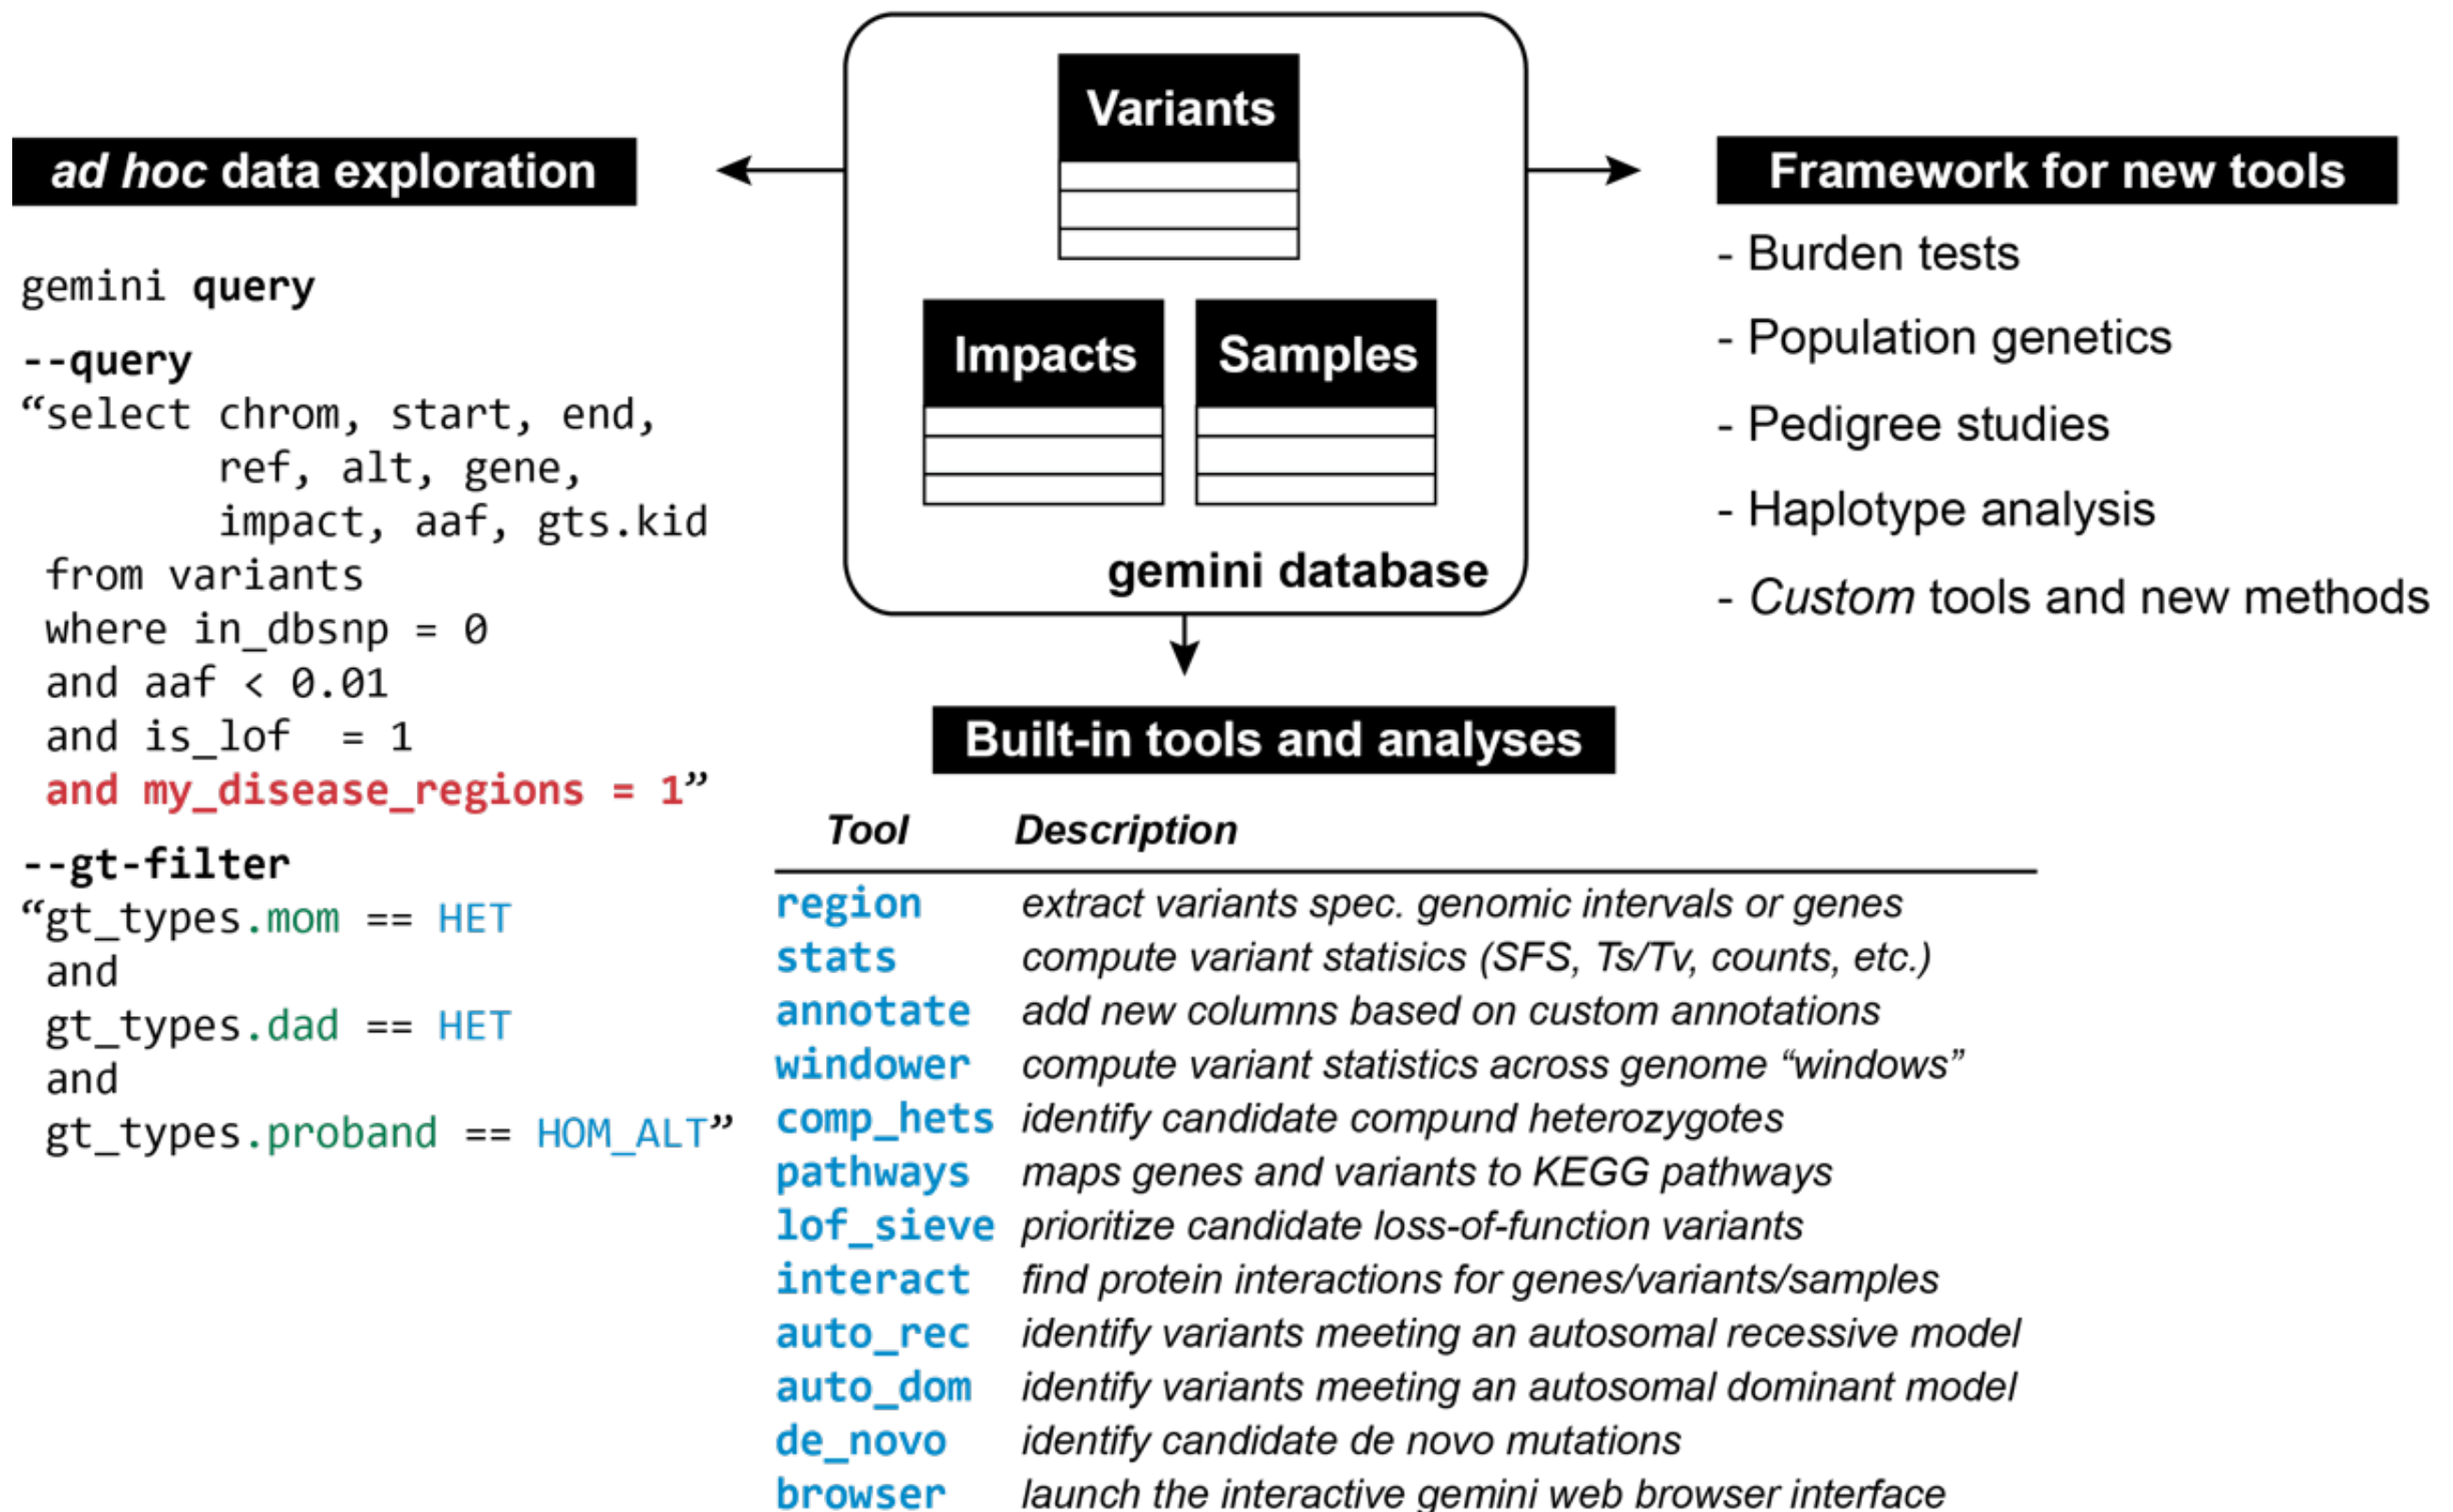 Variants
Impacts Samples
gemini database
ad hoc data exploration
gemini query
--query
“select chrom, start, end,
ref, alt, gene,
impact, aaf, gts.kid
from variants
where in_dbsnp = 0
and aaf < 0.01
and is_lof = 1
and my_disease_regions = 1”
--gt-filter
“gt_types.mom == HET
and
gt_types.dad == HET
and
gt_types.proband == HOM_ALT”
Framework for new tools
- Burden tests
- Population genetics
- Pedigree studies
- Haplotype analysis
- Custom tools and new methods
Built-in tools and analyses
Tool Description
region extract variants spec. genomic intervals or genes
stats compute variant statisics (SFS, Ts/Tv, counts, etc.)
annotate add new columns based on custom annotations
windower compute variant statistics across genome “windows”
comp_hets identify candidate compund heterozygotes
pathways maps genes and variants to KEGG pathways
lof_sieve prioritize candidate loss-of-function variants
interact find protein interactions for genes/variants/samples
auto_rec identify variants meeting an autosomal recessive model
auto_dom identify variants meeting an autosomal dominant model
de_novo identify candidate de novo mutations
browser launch the interactive gemini web browser interface